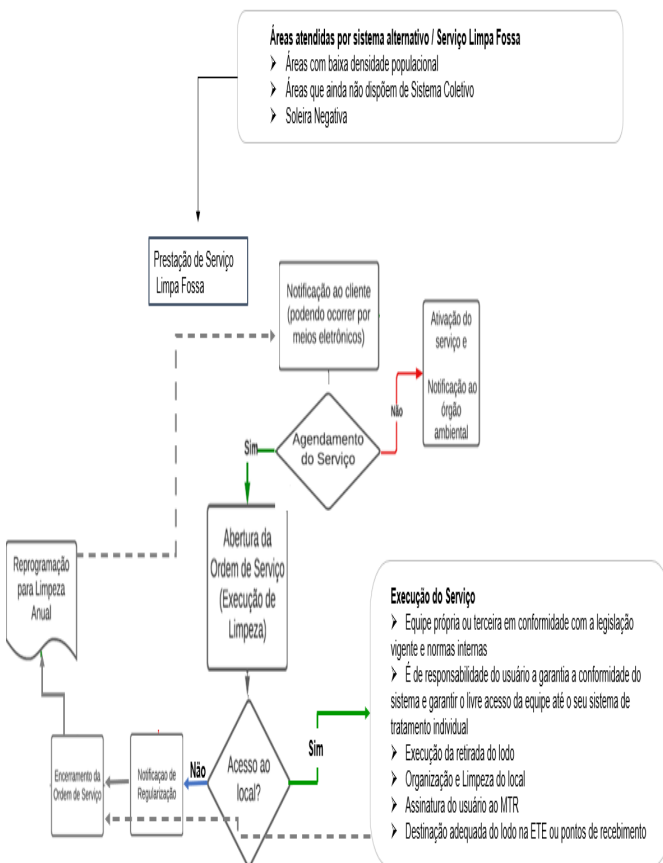 Áreas atendidas por sistema alternativo / Serviço Limpa Fossa
➢ Áreas com baixa densidade populacional
➢ Áreas que ainda não dispõem de Sistema Coletivo
➢ Soleira Negativa
Prestação de Serviço
Limpa Fossa
Notificação ao cliente
(podendo ocorrer por
meios eletrônicos)
Ativação do
serviço e
Notificação ao
órgão
ambiental
Não
Agendamento
do Serviço
Sim
Abertura da
Ordem de Serviço
(Execução de
Limpeza)
Reprogramação
para Limpeza
Anual
Execução do Serviço
➢ Equipe própria ou terceira em conformidade com a legislação
vigente e normas internas
➢ É de responsabilidade do usuário a garantia a conformidade do
sistema e garantir o livre acesso da equipe até o seu sistema de
tratamento individual
➢ Execução da retirada do lodo
➢ Organização e Limpeza do local
➢ Assinatura do usuário ao MTR
➢ Destinação adequada do lodo na ETE ou pontos de recebimento
Sim
Acesso ao
local?
Não
Notificaçao de
Regularização
Encerramento da
Ordem de Serviço